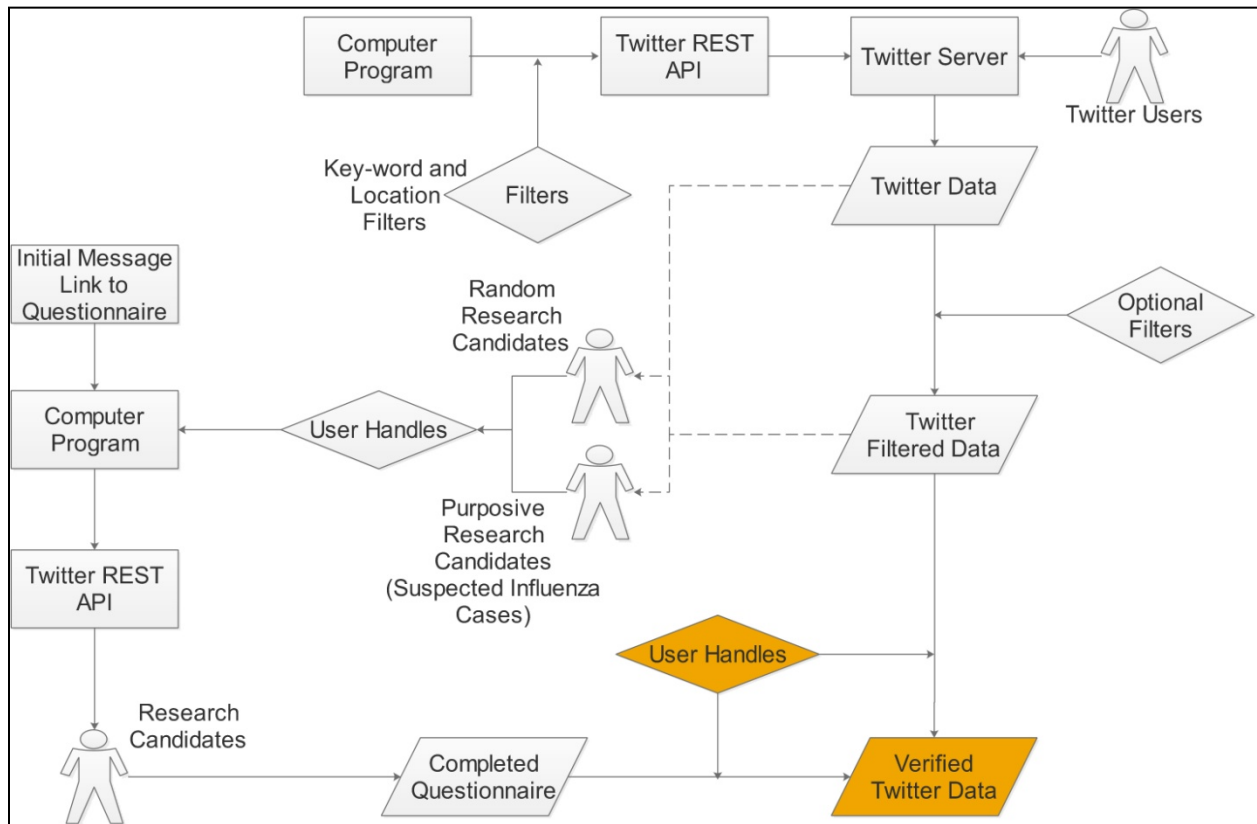 Computer
Program
Twitter REST
API
Twitter Server
Twitter Users
Key-word and
Location
Filters
Filters
Twitter Data
Initial Message
Link to
Questionnaire
Random
Research
Candidates
Optional
Filters
Computer
Program
User Handles
Twitter
Filtered Data
Purposive
Research
Candidates
(Suspected Influenza
Cases)
Twitter REST
API
User Handles
Research
Candidates
Completed
Questionnaire
Verified
Twitter Data